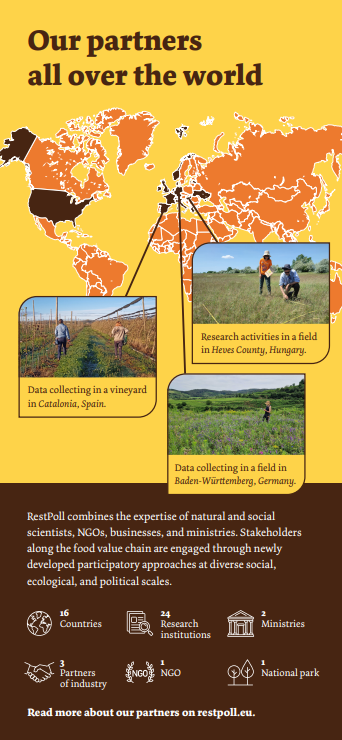 Our partners
all over the world
Research activities in a field
in Heves County, Hungary.
Data collecting in a vineyard
in Catalonia, Spain.
Data collecting in a field in
Baden-Württemberg, Germany.
RestPoll combines the expertise of natural and social
scientists, NGOs, businesses, and ministries. Stakeholders
along the food value chain are engaged through newly
developed participatory approaches at diverse social,
ecological, and political scales.
16
Countries
24
Research
institutions
2
Ministries
3
Partners
of industry
NGO
1
NGO
1
National park
Read more about our partners on restpoll.eu.